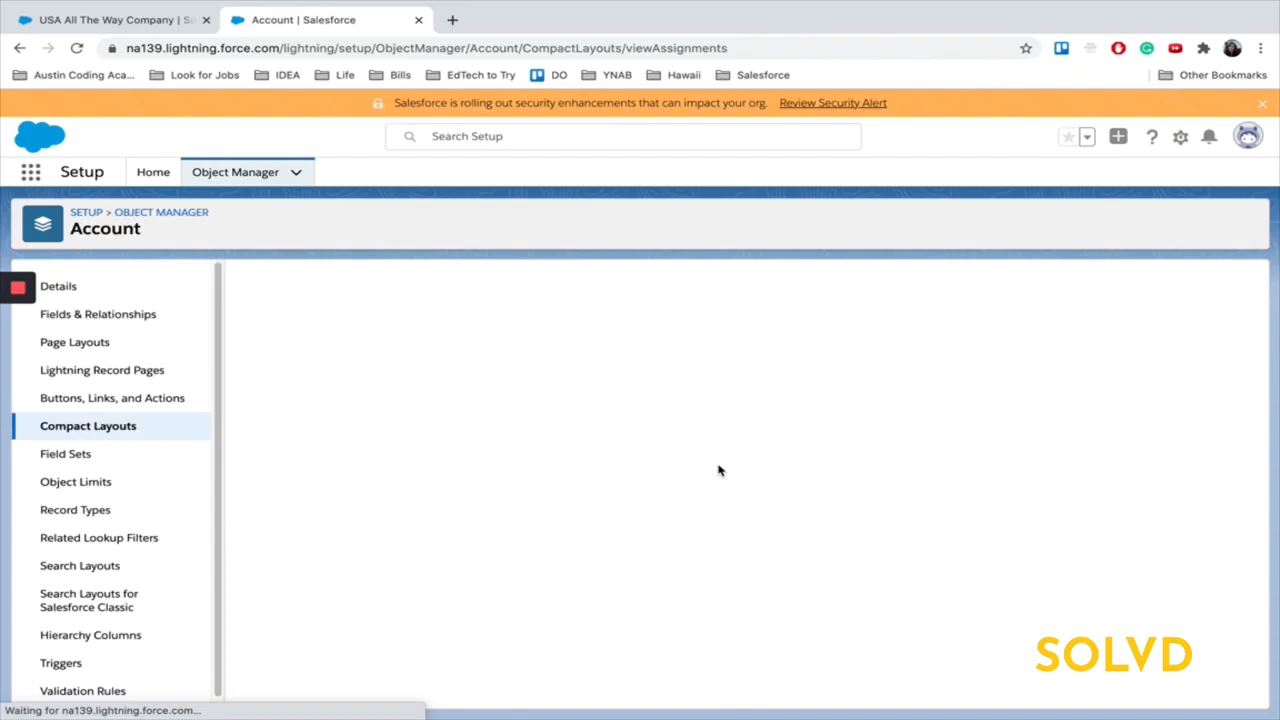 USA All The Way Company | S
Account | Salesforce
na139.lightning.force.com/lightning/setup/ObjectManager/Account/CompactLayouts/viewAssignments
Austin Coding Aca...
Look for Jobs
IDEA
Life
Bills
EdTech to Try
DO
YNAB
Hawaii
Salesforce
Other Bookmarks
Salesforce is rolling out security enhancements that can impact your org. Review Security Alert
Search Setup
Setup
Home
Object Manager
SETUP > OBJECT MANAGER
Account
Details
Fields & Relationships
Page Layouts
Lightning Record Pages
Buttons, Links, and Actions
Compact Layouts
Field Sets
Object Limits
Record Types
Related Lookup Filters
Search Layouts
Search Layouts for
Salesforce Classic
Hierarchy Columns
Triggers
Validation Rules
SOLVD
Waiting for na139.lightning.force.com...